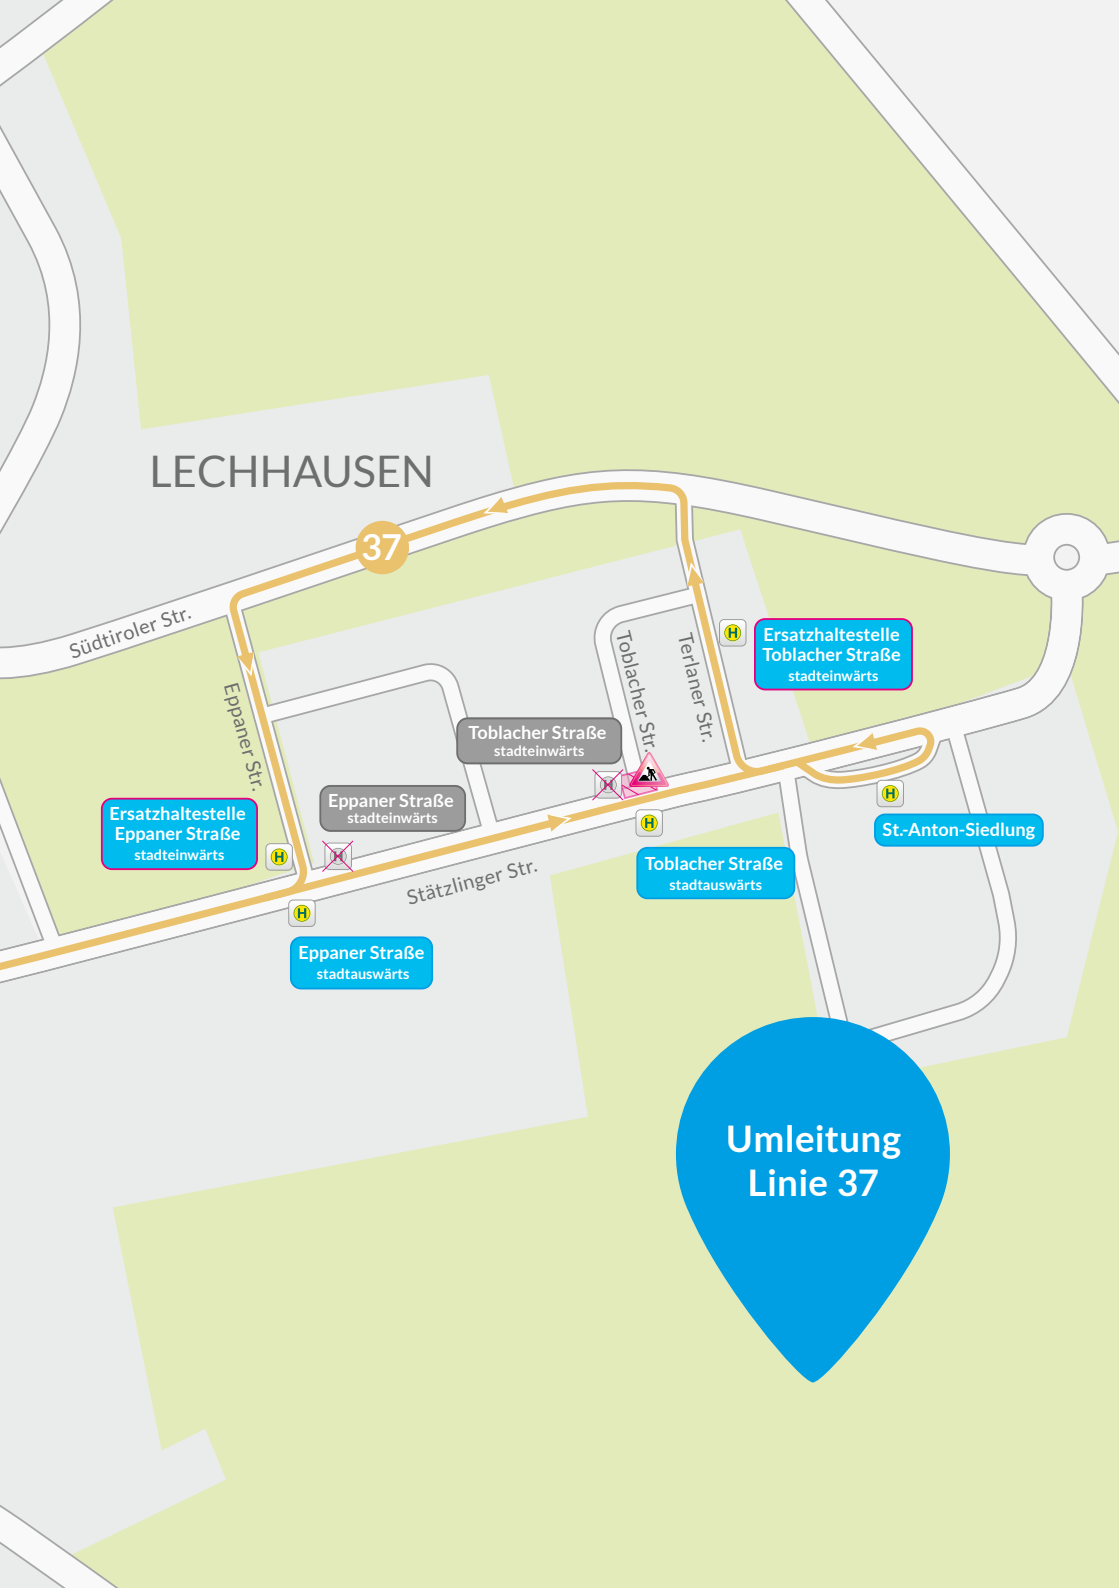 LECHHAUSEN
37
Südtiroler Str.
Ersatzhaltestelle
Toblacher Straße
stadteinwärts
Toblacher Str.
Terlaner Str.
Eppaner Str.
Toblacher Straße
stadteinwärts
H
H
H
Eppaner Straße
stadteinwärts
Ersatzhaltestelle
Eppaner Straße
stadteinwärts
H
St.-Anton-Siedlung
H
H
Toblacher Straße
stadtauswärts
Stätzlinger Str.
H
Eppaner Straße
stadtauswärts
Umleitung
Linie 37